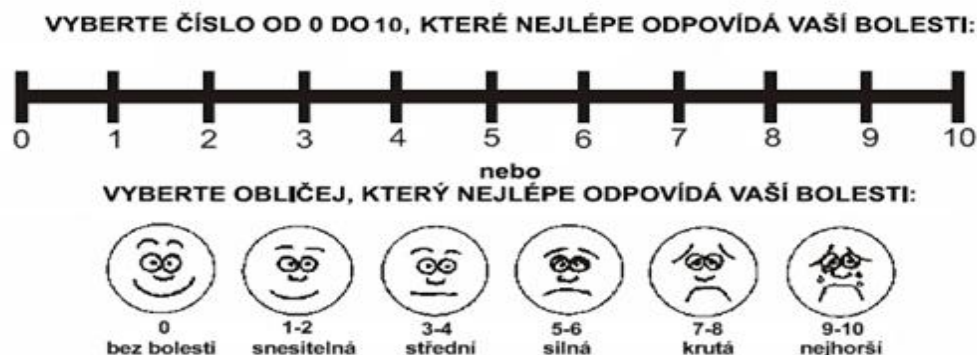 VYBERTE ČÍSLO OD 0 DO 10, KTERÉ NEJLÉPE ODPOVÍDÁ VAŠÍ BOLESTI:
0 1 2 3 4 5 6 7 8 9 10
nebo
VYBERTE OBLIČEJ, KTERÝ NEJLÉPE ODPOVÍDÁ VAŠÍ BOLESTI:
0 1-2 3-4 5-6 7-8 9-10
bez bolesti snesitelná střední silná krutá nejhorší